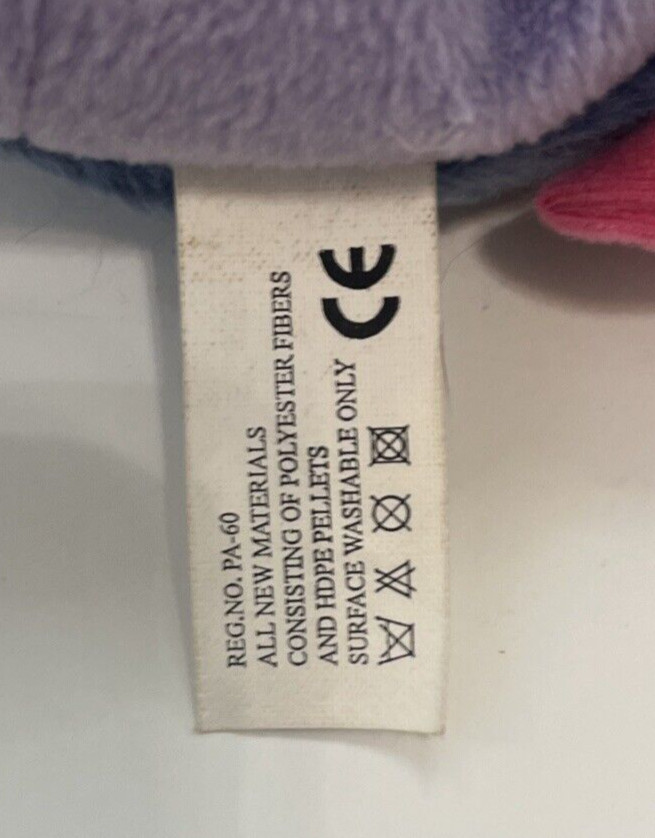 REG.NO. PA-60
ALL NEW MATERIALS
CONSISTING OF POLYESTER FIBERS
AND HDPE PELLETS
SURFACE WASHABLE ONLY
CE